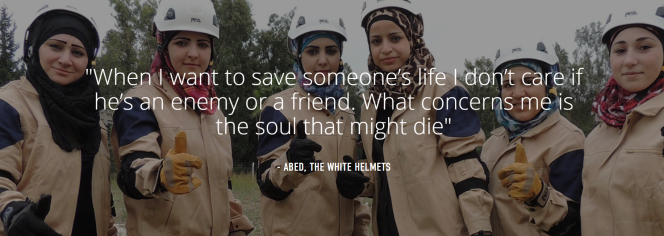 "When I want to save someone's life I don't care if
he's an enemy or a friend. What concerns me is
the soul that might die"
- ABED, THE WHITE HELMETS